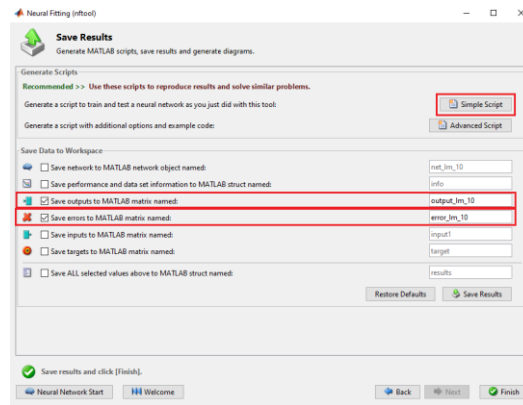 Neural Fitting (nftool)
Save Results
Generate MATLAB scripts, save results and generate diagrams.
Generate Scripts
Recommended >> Use these scripts to reproduce results and solve similar problems.
Generate a script to train and test a neural network as you just did with this tool:
Simple Script
Generate a script with additional options and example code:
Advanced Script
Save Data to Workspace
Save network to MATLAB network object named:
net_lm_10
Save performance and data set information to MATLAB struct named:
info
Save outputs to MATLAB matrix named:
output_lm_10
Save errors to MATLAB matrix named:
error_lm_10
Save inputs to MATLAB matrix named:
input1
Save targets to MATLAB matrix named:
target
Save ALL selected values above to MATLAB struct named:
results
Restore Defaults
Save Results
Save results and click [Finish].
Neural Network Start
Welcome
Back
Next
Finish